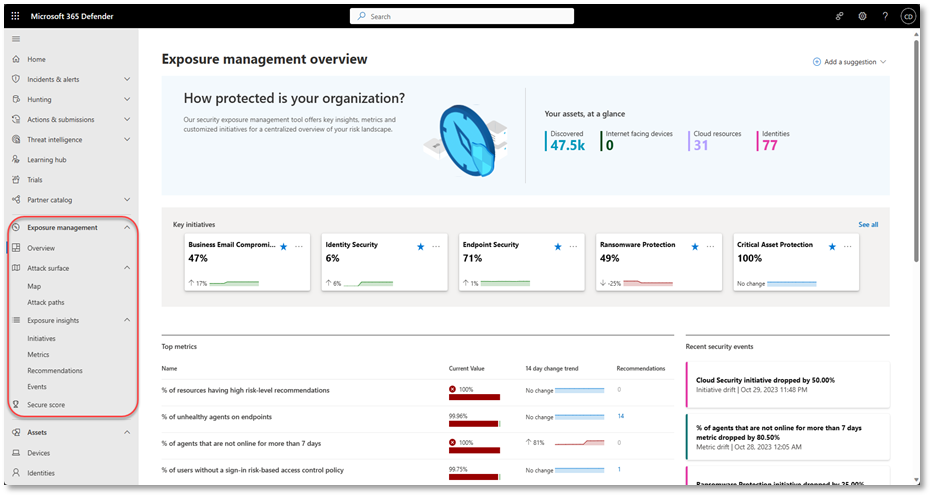 Microsoft 365 Defender
Search
CD
Home
Incidents & alerts
Hunting
Actions & submissions
Threat intelligence
Learning hub
Trials
Partner catalog
Exposure management
Overview
Attack surface
Map
Attack paths
Exposure insights
Initiatives
Metrics
Recommendations
Events
Secure score
Assets
Devices
Identities
Exposure management overview
Add a suggestion
How protected is your organization?
Our security exposure management tool offers key insights, metrics and
customized initiatives for a centralized overview of your risk landscape.
Your assets, at a glance
Discovered
47.5k
Internet facing devices
0
Cloud resources
31
Identities
77
Key initiatives
See all
Business Email Compromi...
47%
17%
Identity Security
6%
6%
Endpoint Security
71%
1%
Ransomware Protection
49%
-25%
Critical Asset Protection
100%
No change
Top metrics
Name Current Value 14 day change trend Recommendations
% of resources having high risk-level recommendations 100% No change 0
% of unhealthy agents on endpoints 99.96% No change 14
% of agents that are not online for more than 7 days 100% 81% 0
% of users without a sign-in risk-based access control policy 99.75% No change 1
Recent security events
Cloud Security initiative dropped by 50.00%
Initiative drift | Oct 29, 2023 11:48 PM
% of agents that are not online for more than 7 days
metric dropped by 80.50%
Metric drift | Oct 28, 2023 12:05 AM
Ransomware Protection initiative dropped by 25.00%